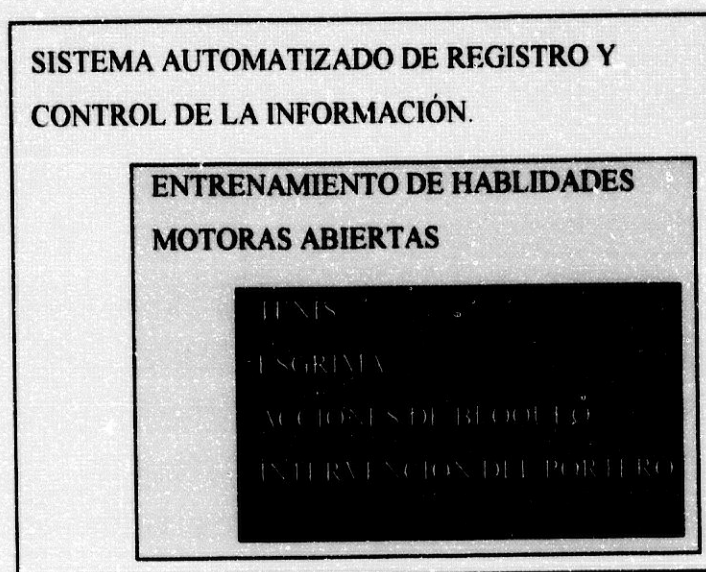 SISTEMA AUTOMATIZADO DE REGISTRO Y
CONTROL DE LA INFORMACIÓN.
ENTRENAMIENTO DE HABLIDADES
MOTORAS ABIERTAS
TENIS
ESGRIMA
ACCIONES DE BLOQUEO
INTERVENCION DEL PORTERO